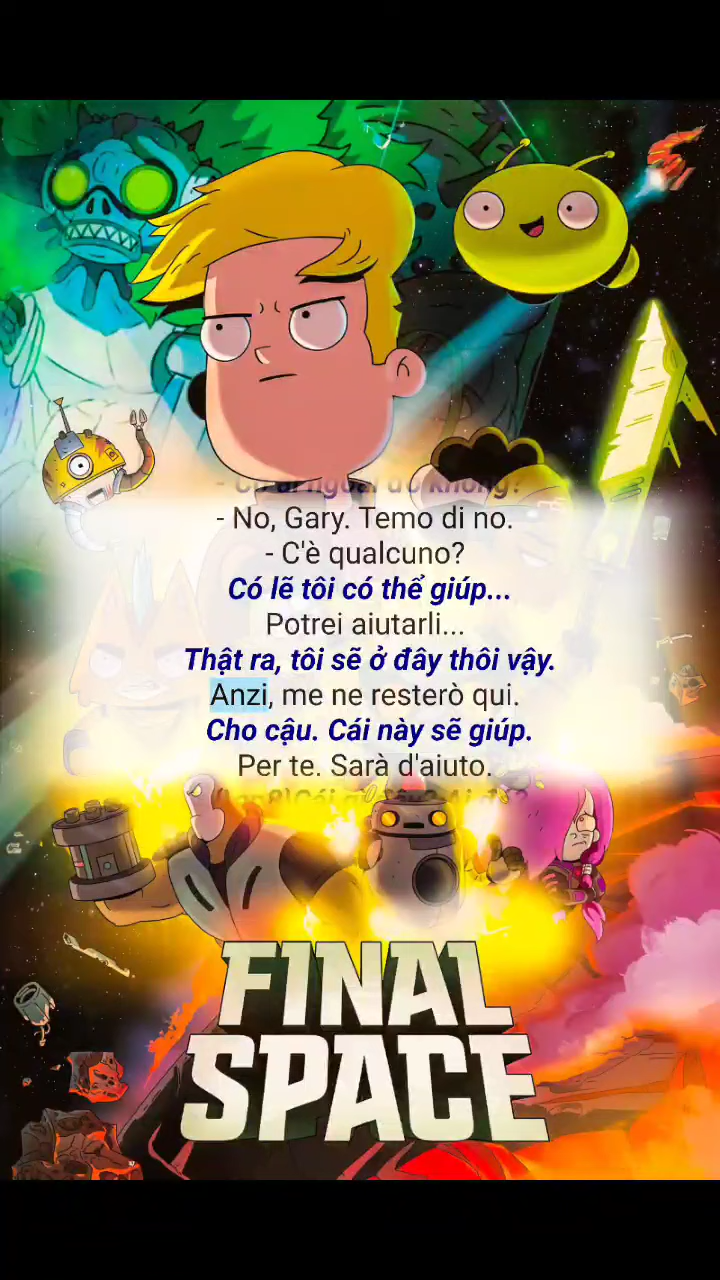 - No, Gary. Temo di no.
- C'è qualcuno?
Có lẽ tôi có thể giúp...
Potrei aiutarli...
Thật ra, tôi sẽ ở đây thôi vậy.
Anzi, me ne resterò qui.
Cho cậu. Cái này sẽ giúp.
Per te. Sarà d'aiuto.
FINAL
SPACE